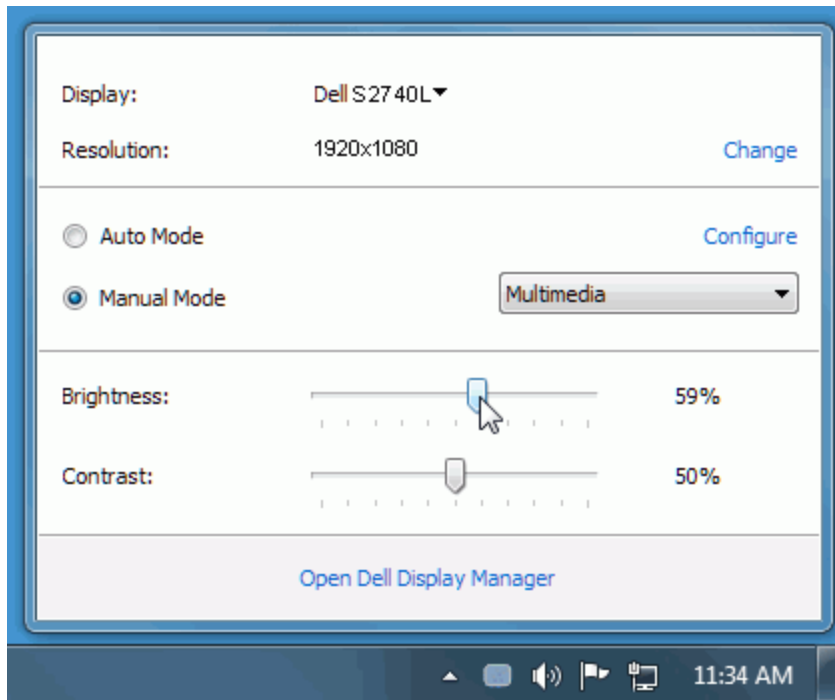 Display: Dell S2740L
Resolution: 1920x1080 Change
Auto Mode Configure
Manual Mode Multimedia
Brightness: 59%
Contrast: 50%
Open Dell Display Manager
11:34 AM